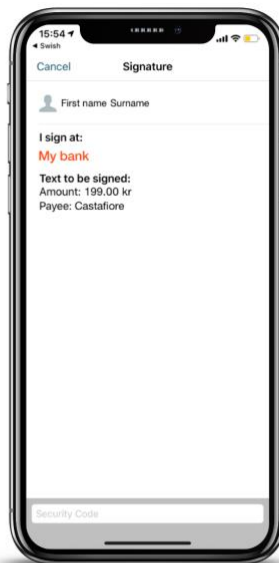 15:54
◀ Swish
Cancel Signature
First name Surname
I sign at:
My bank
Text to be signed:
Amount: 199.00 kr
Payee: Castafiore
Security Code